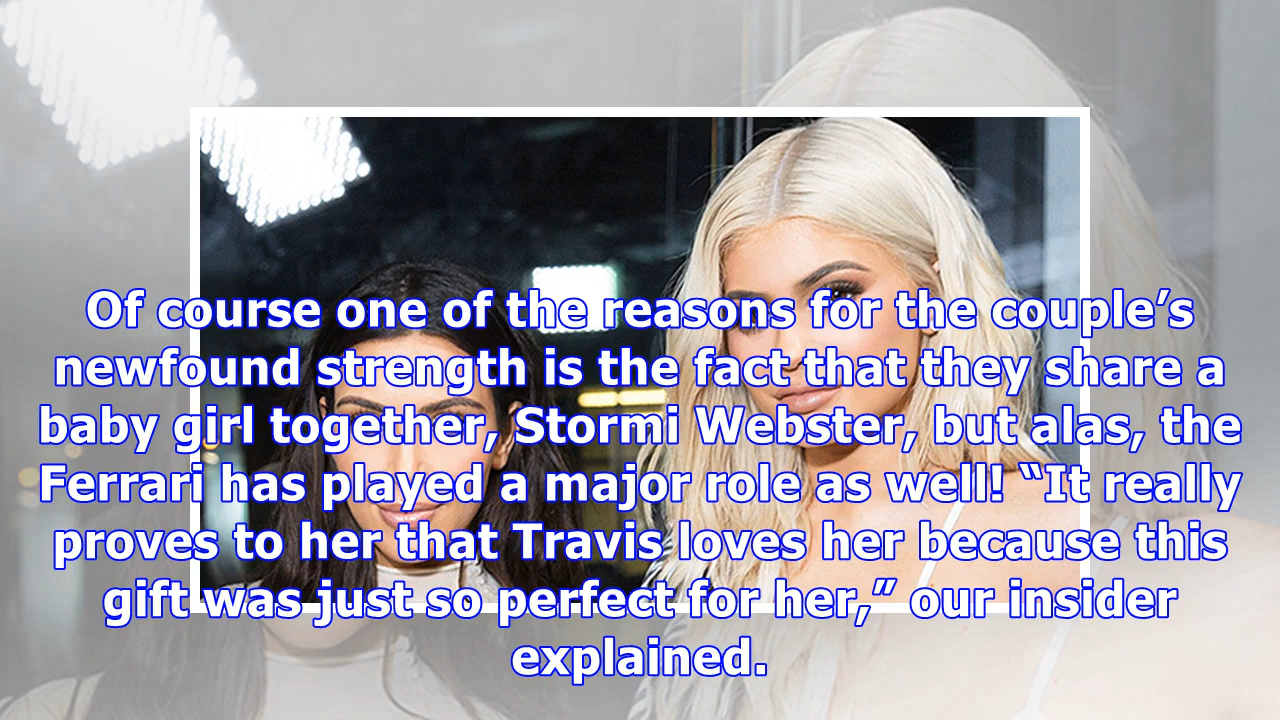 Of course one of the reasons for the couple’s
newfound strength is the fact that they share a
baby girl together, Stormi Webster, but alas, the
Ferrari has played a major role as well! “It really
proves to her that Travis loves her because this
gift was just so perfect for her,” our insider
explained.